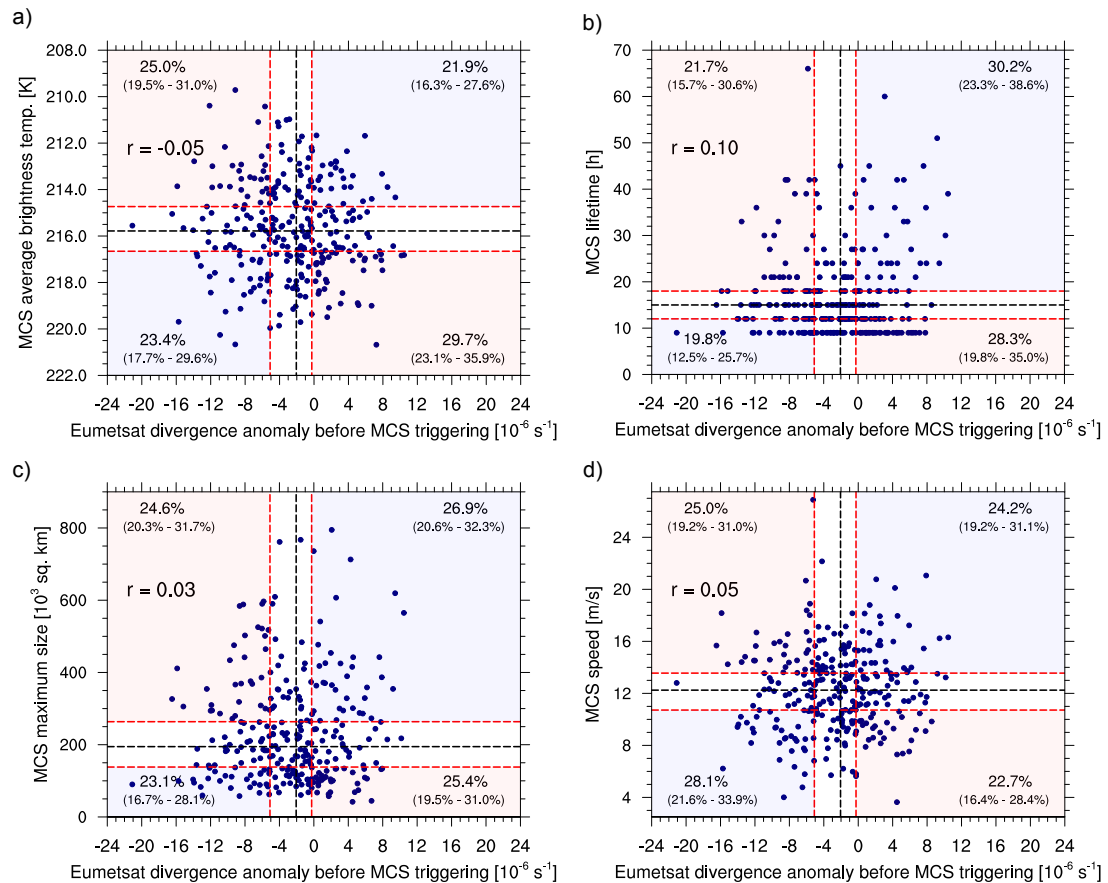 a)
208.0
210.0
212.0
214.0
216.0
218.0
220.0
222.0
MCS average brightness temp. [K]
25.0%
(19.5% - 31.0%)
21.9%
(16.3% - 27.6%)
r = -0.05
23.4%
(17.7% - 29.6%)
29.7%
(23.1% - 35.9%)
-24 -20 -16 -12 -8 -4 0 4 8 12 16 20 24
Eumetsat divergence anomaly before MCS triggering [10⁻⁶ s⁻¹]
b)
70
60
50
40
30
20
10
0
MCS lifetime [h]
21.7%
(15.7% - 30.6%)
30.2%
(23.3% - 38.6%)
r = 0.10
19.8%
(12.5% - 25.7%)
28.3%
(19.8% - 35.0%)
-24 -20 -16 -12 -8 -4 0 4 8 12 16 20 24
Eumetsat divergence anomaly before MCS triggering [10⁻⁶ s⁻¹]
c)
800
600
400
200
0
MCS maximum size [10³ sq. km]
24.6%
(20.3% - 31.7%)
26.9%
(20.6% - 32.3%)
r = 0.03
23.1%
(16.7% - 28.1%)
25.4%
(19.5% - 31.0%)
-24 -20 -16 -12 -8 -4 0 4 8 12 16 20 24
Eumetsat divergence anomaly before MCS triggering [10⁻⁶ s⁻¹]
d)
24
20
16
12
8
4
MCS speed [m/s]
25.0%
(19.2% - 31.0%)
24.2%
(19.2% - 31.1%)
r = 0.05
28.1%
(21.6% - 33.9%)
22.7%
(16.4% - 28.4%)
-24 -20 -16 -12 -8 -4 0 4 8 12 16 20 24
Eumetsat divergence anomaly before MCS triggering [10⁻⁶ s⁻¹]